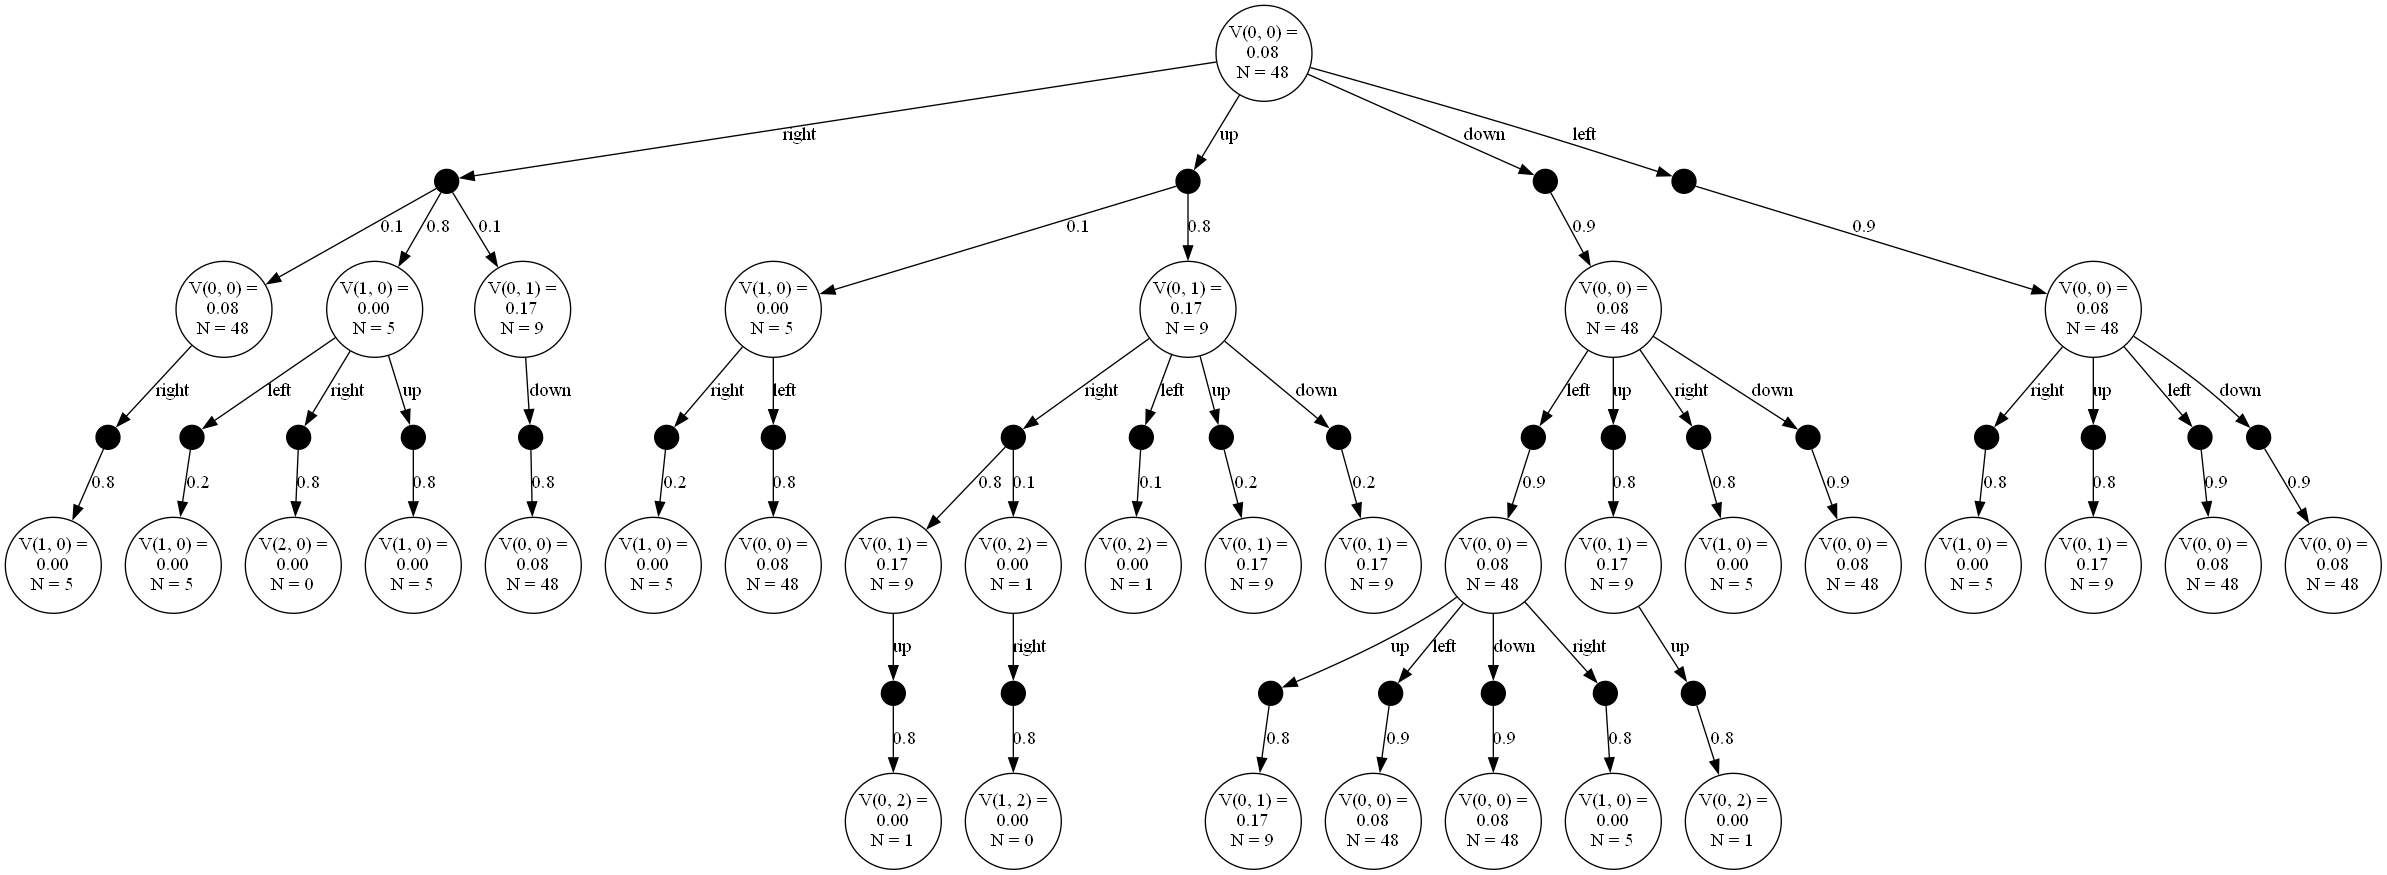 V(0, 0) =
0.08
N = 48
right
up
down
left
0.1
0.8
0.1
0.1
0.8
0.9
0.9
V(0, 0) =
0.08
N = 48
V(1, 0) =
0.00
N = 5
V(0, 1) =
0.17
N = 9
V(1, 0) =
0.00
N = 5
V(0, 1) =
0.17
N = 9
V(0, 0) =
0.08
N = 48
V(0, 0) =
0.08
N = 48
right
left
right
up
down
right
left
right
left
up
down
left
up
right
down
right
up
left
down
0.8
0.2
0.8
0.8
0.8
0.2
0.8
0.8
0.1
0.1
0.2
0.2
0.9
0.8
0.8
0.9
0.8
0.8
0.9
0.9
V(1, 0) =
0.00
N = 5
V(1, 0) =
0.00
N = 5
V(2, 0) =
0.00
N = 0
V(1, 0) =
0.00
N = 5
V(0, 0) =
0.08
N = 48
V(1, 0) =
0.00
N = 5
V(0, 0) =
0.08
N = 48
V(0, 1) =
0.17
N = 9
V(0, 2) =
0.00
N = 1
V(0, 2) =
0.00
N = 1
V(0, 1) =
0.17
N = 9
V(0, 1) =
0.17
N = 9
V(0, 0) =
0.08
N = 48
V(0, 1) =
0.17
N = 9
V(1, 0) =
0.00
N = 5
V(0, 0) =
0.08
N = 48
V(1, 0) =
0.00
N = 5
V(0, 1) =
0.17
N = 9
V(0, 0) =
0.08
N = 48
V(0, 0) =
0.08
N = 48
up
right
up
left
down
right
up
0.8
0.8
0.8
0.9
0.9
0.8
0.8
V(0, 2) =
0.00
N = 1
V(1, 2) =
0.00
N = 0
V(0, 1) =
0.17
N = 9
V(0, 0) =
0.08
N = 48
V(0, 0) =
0.08
N = 48
V(1, 0) =
0.00
N = 5
V(0, 2) =
0.00
N = 1